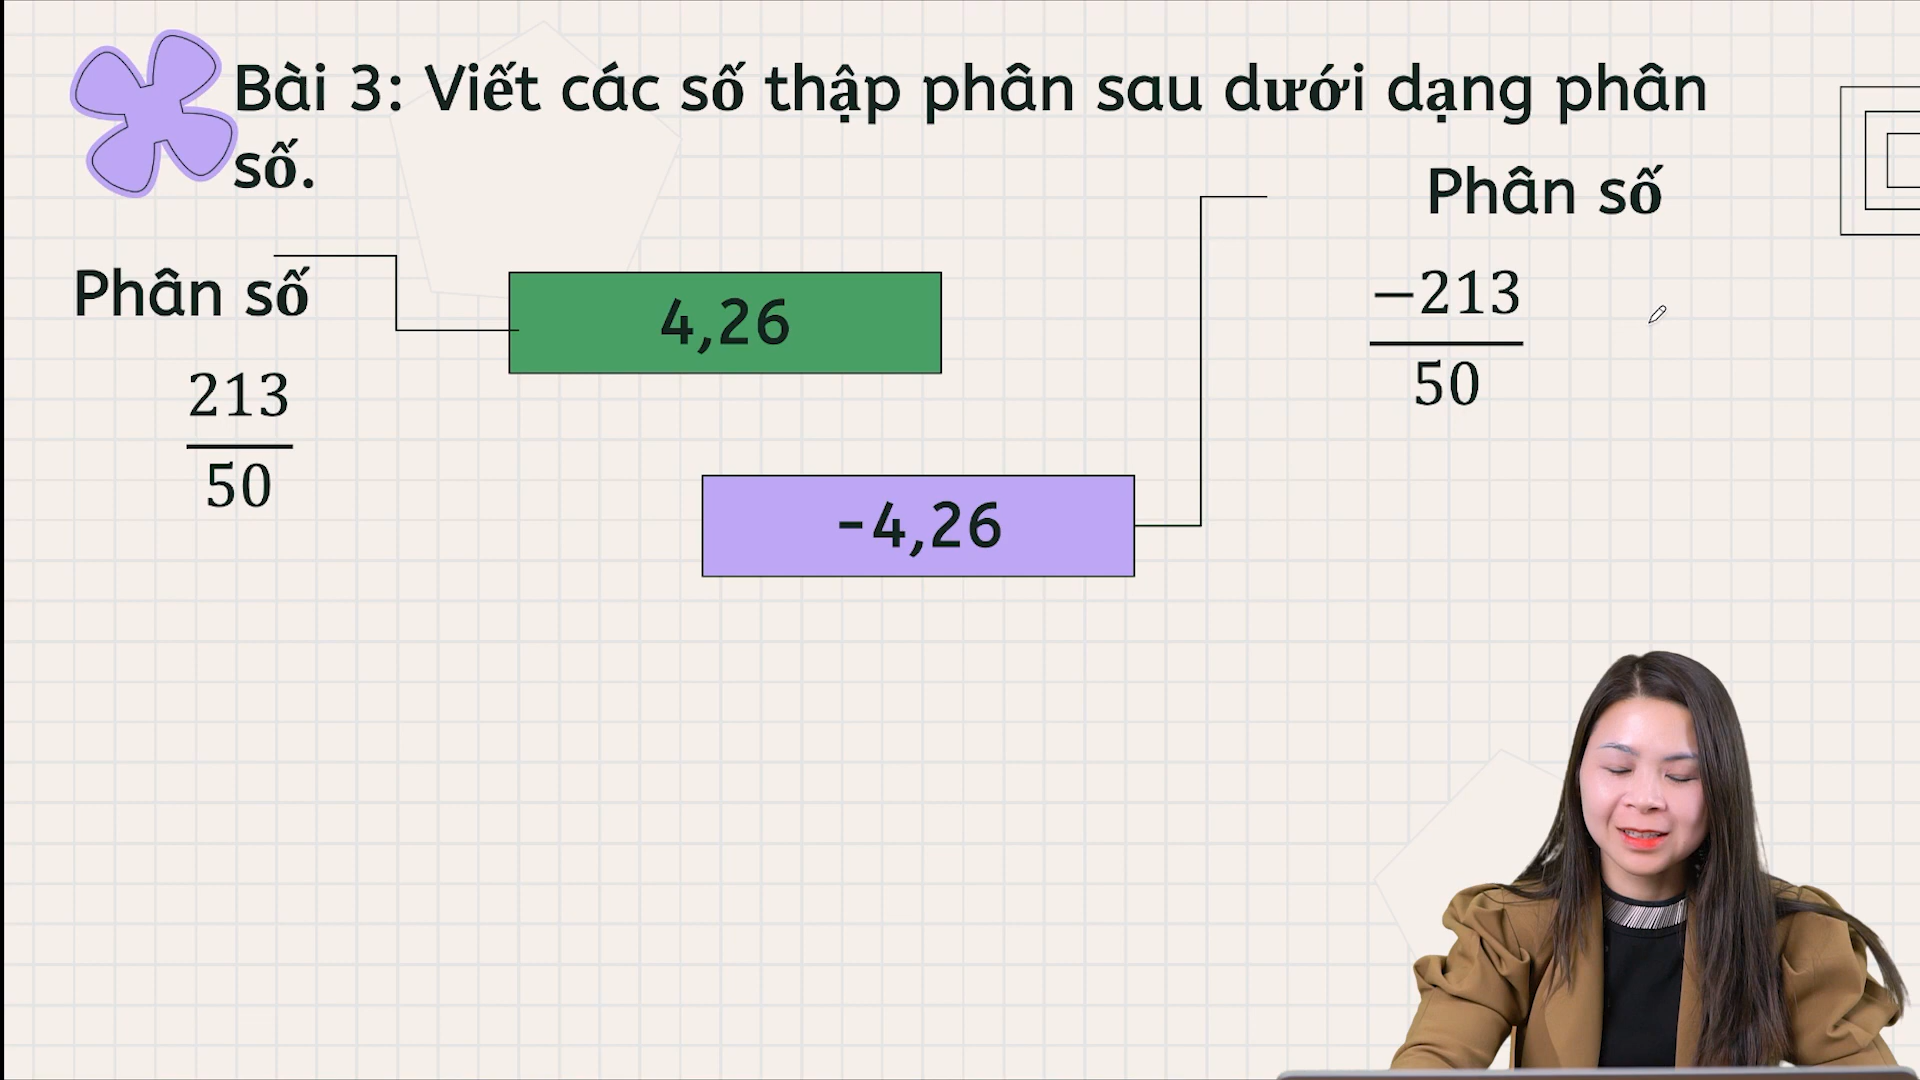 Bài 3: Viết các số thập phân sau dưới dạng phân
số.
Phân số
213
50
4,26
-4,26
Phân số
−213
50